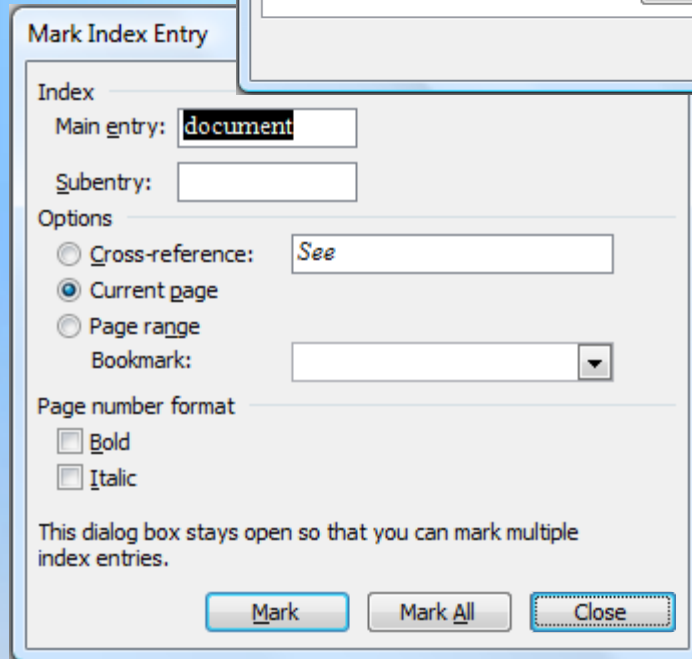 Mark Index Entry
Index
Main entry: document
Subentry:
Options
Cross-reference: See
Current page
Page range
Bookmark:
Page number format
Bold
Italic
This dialog box stays open so that you can mark multiple
index entries.
Mark Mark All Close